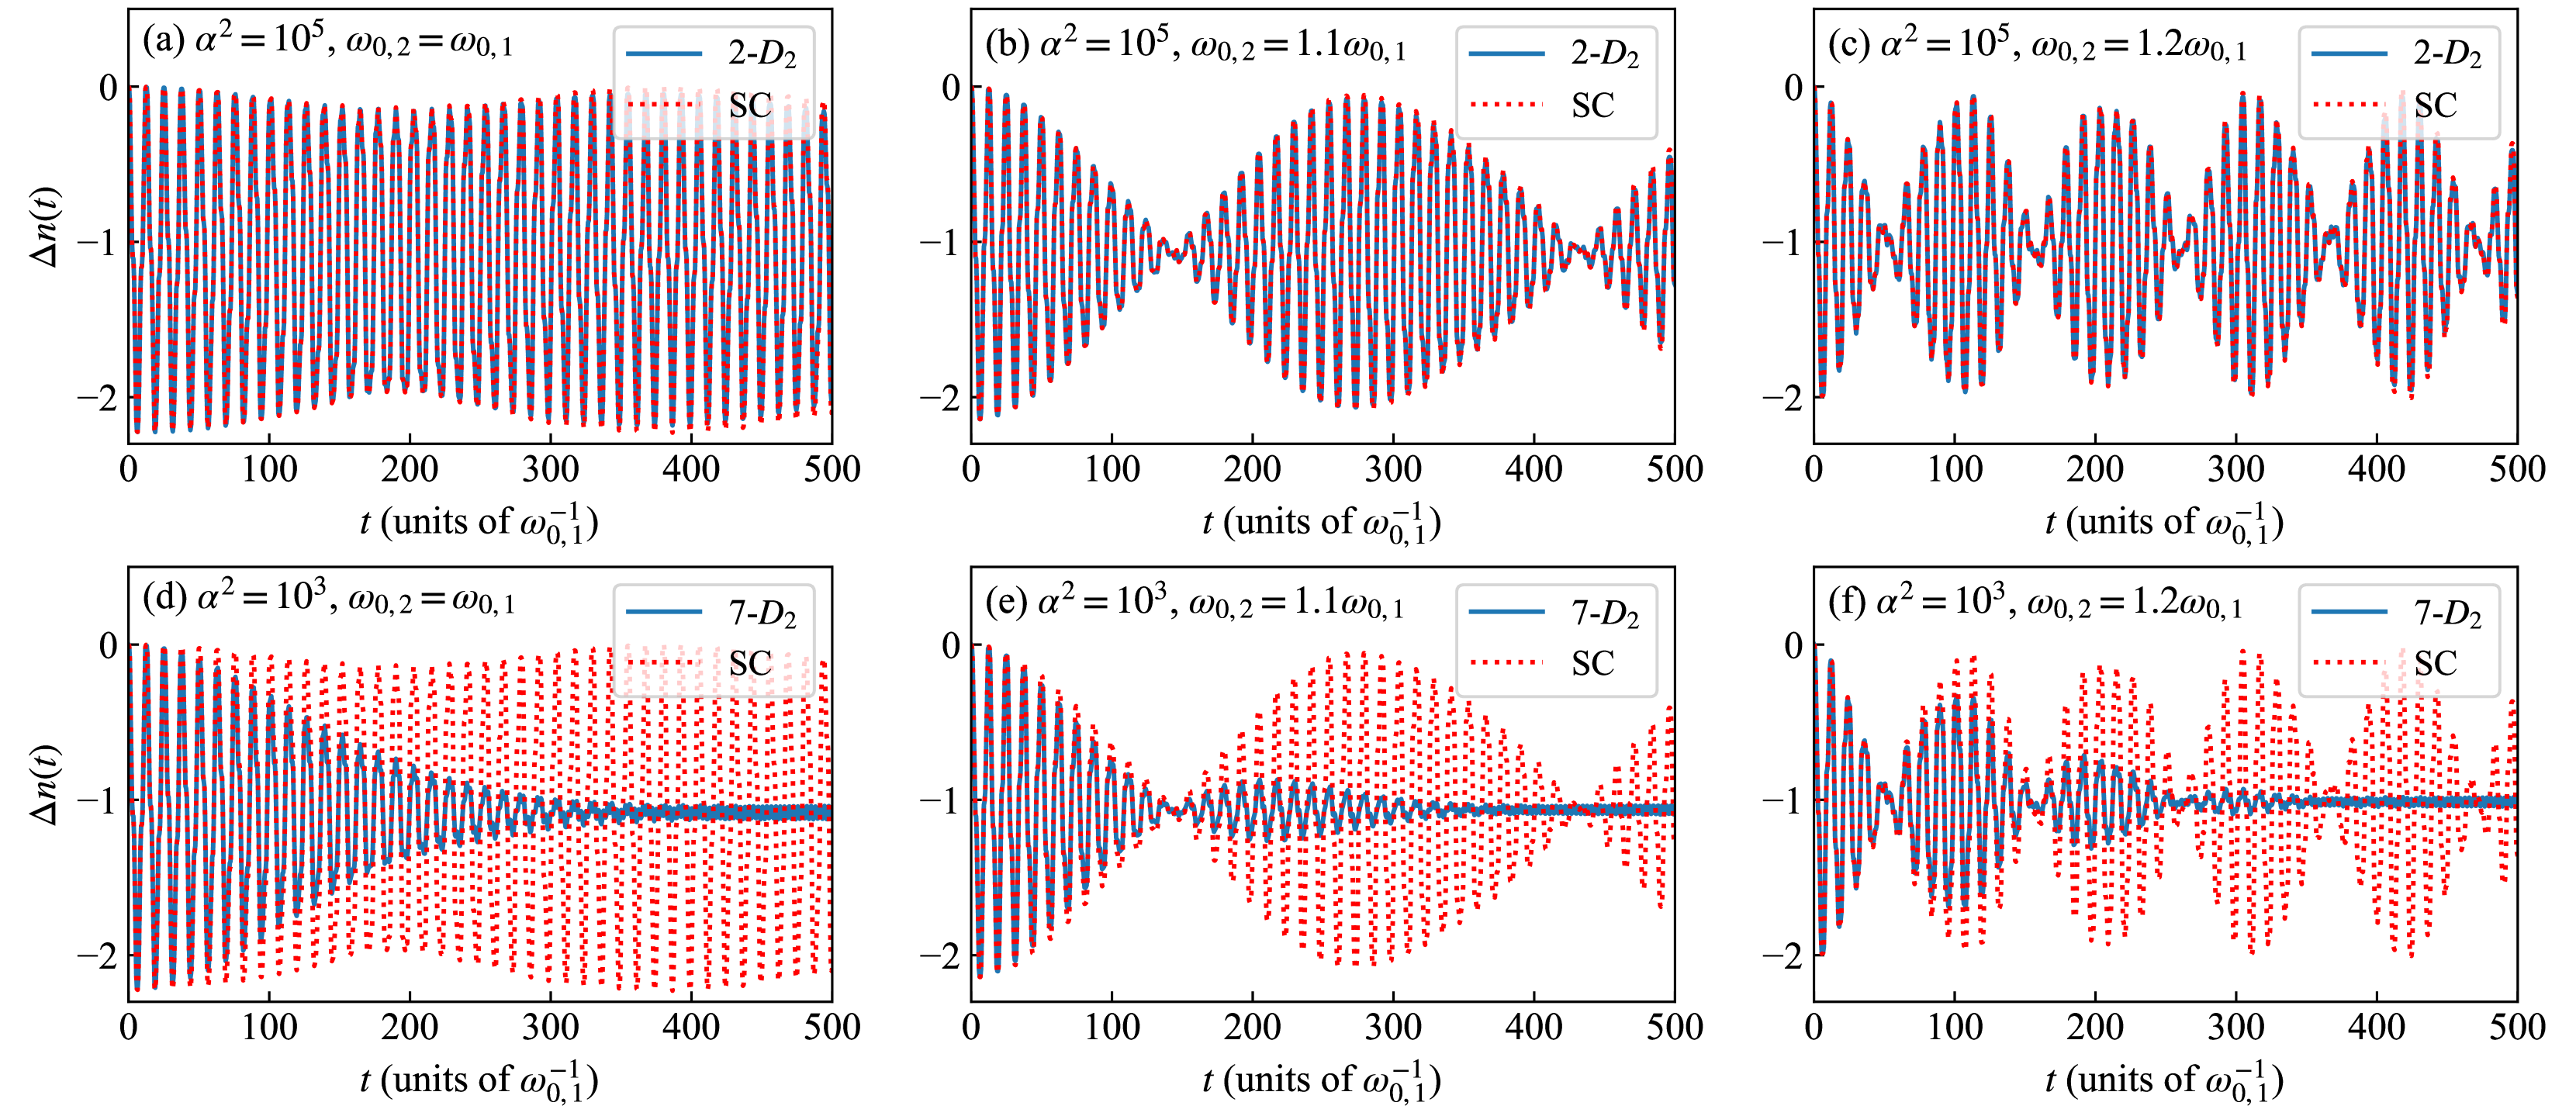 (a) α² = 10⁵, ω₀,₂ = ω₀,₁
2-D₂
SC
0
−1
−2
Δn(t)
0 100 200 300 400 500
t (units of ω₀,₁⁻¹)
(b) α² = 10⁵, ω₀,₂ = 1.1ω₀,₁
2-D₂
SC
0
−1
−2
0 100 200 300 400 500
t (units of ω₀,₁⁻¹)
(c) α² = 10⁵, ω₀,₂ = 1.2ω₀,₁
2-D₂
SC
0
−1
−2
0 100 200 300 400 500
t (units of ω₀,₁⁻¹)
(d) α² = 10³, ω₀,₂ = ω₀,₁
7-D₂
SC
0
−1
−2
Δn(t)
0 100 200 300 400 500
t (units of ω₀,₁⁻¹)
(e) α² = 10³, ω₀,₂ = 1.1ω₀,₁
7-D₂
SC
0
−1
−2
0 100 200 300 400 500
t (units of ω₀,₁⁻¹)
(f) α² = 10³, ω₀,₂ = 1.2ω₀,₁
7-D₂
SC
0
−1
−2
0 100 200 300 400 500
t (units of ω₀,₁⁻¹)